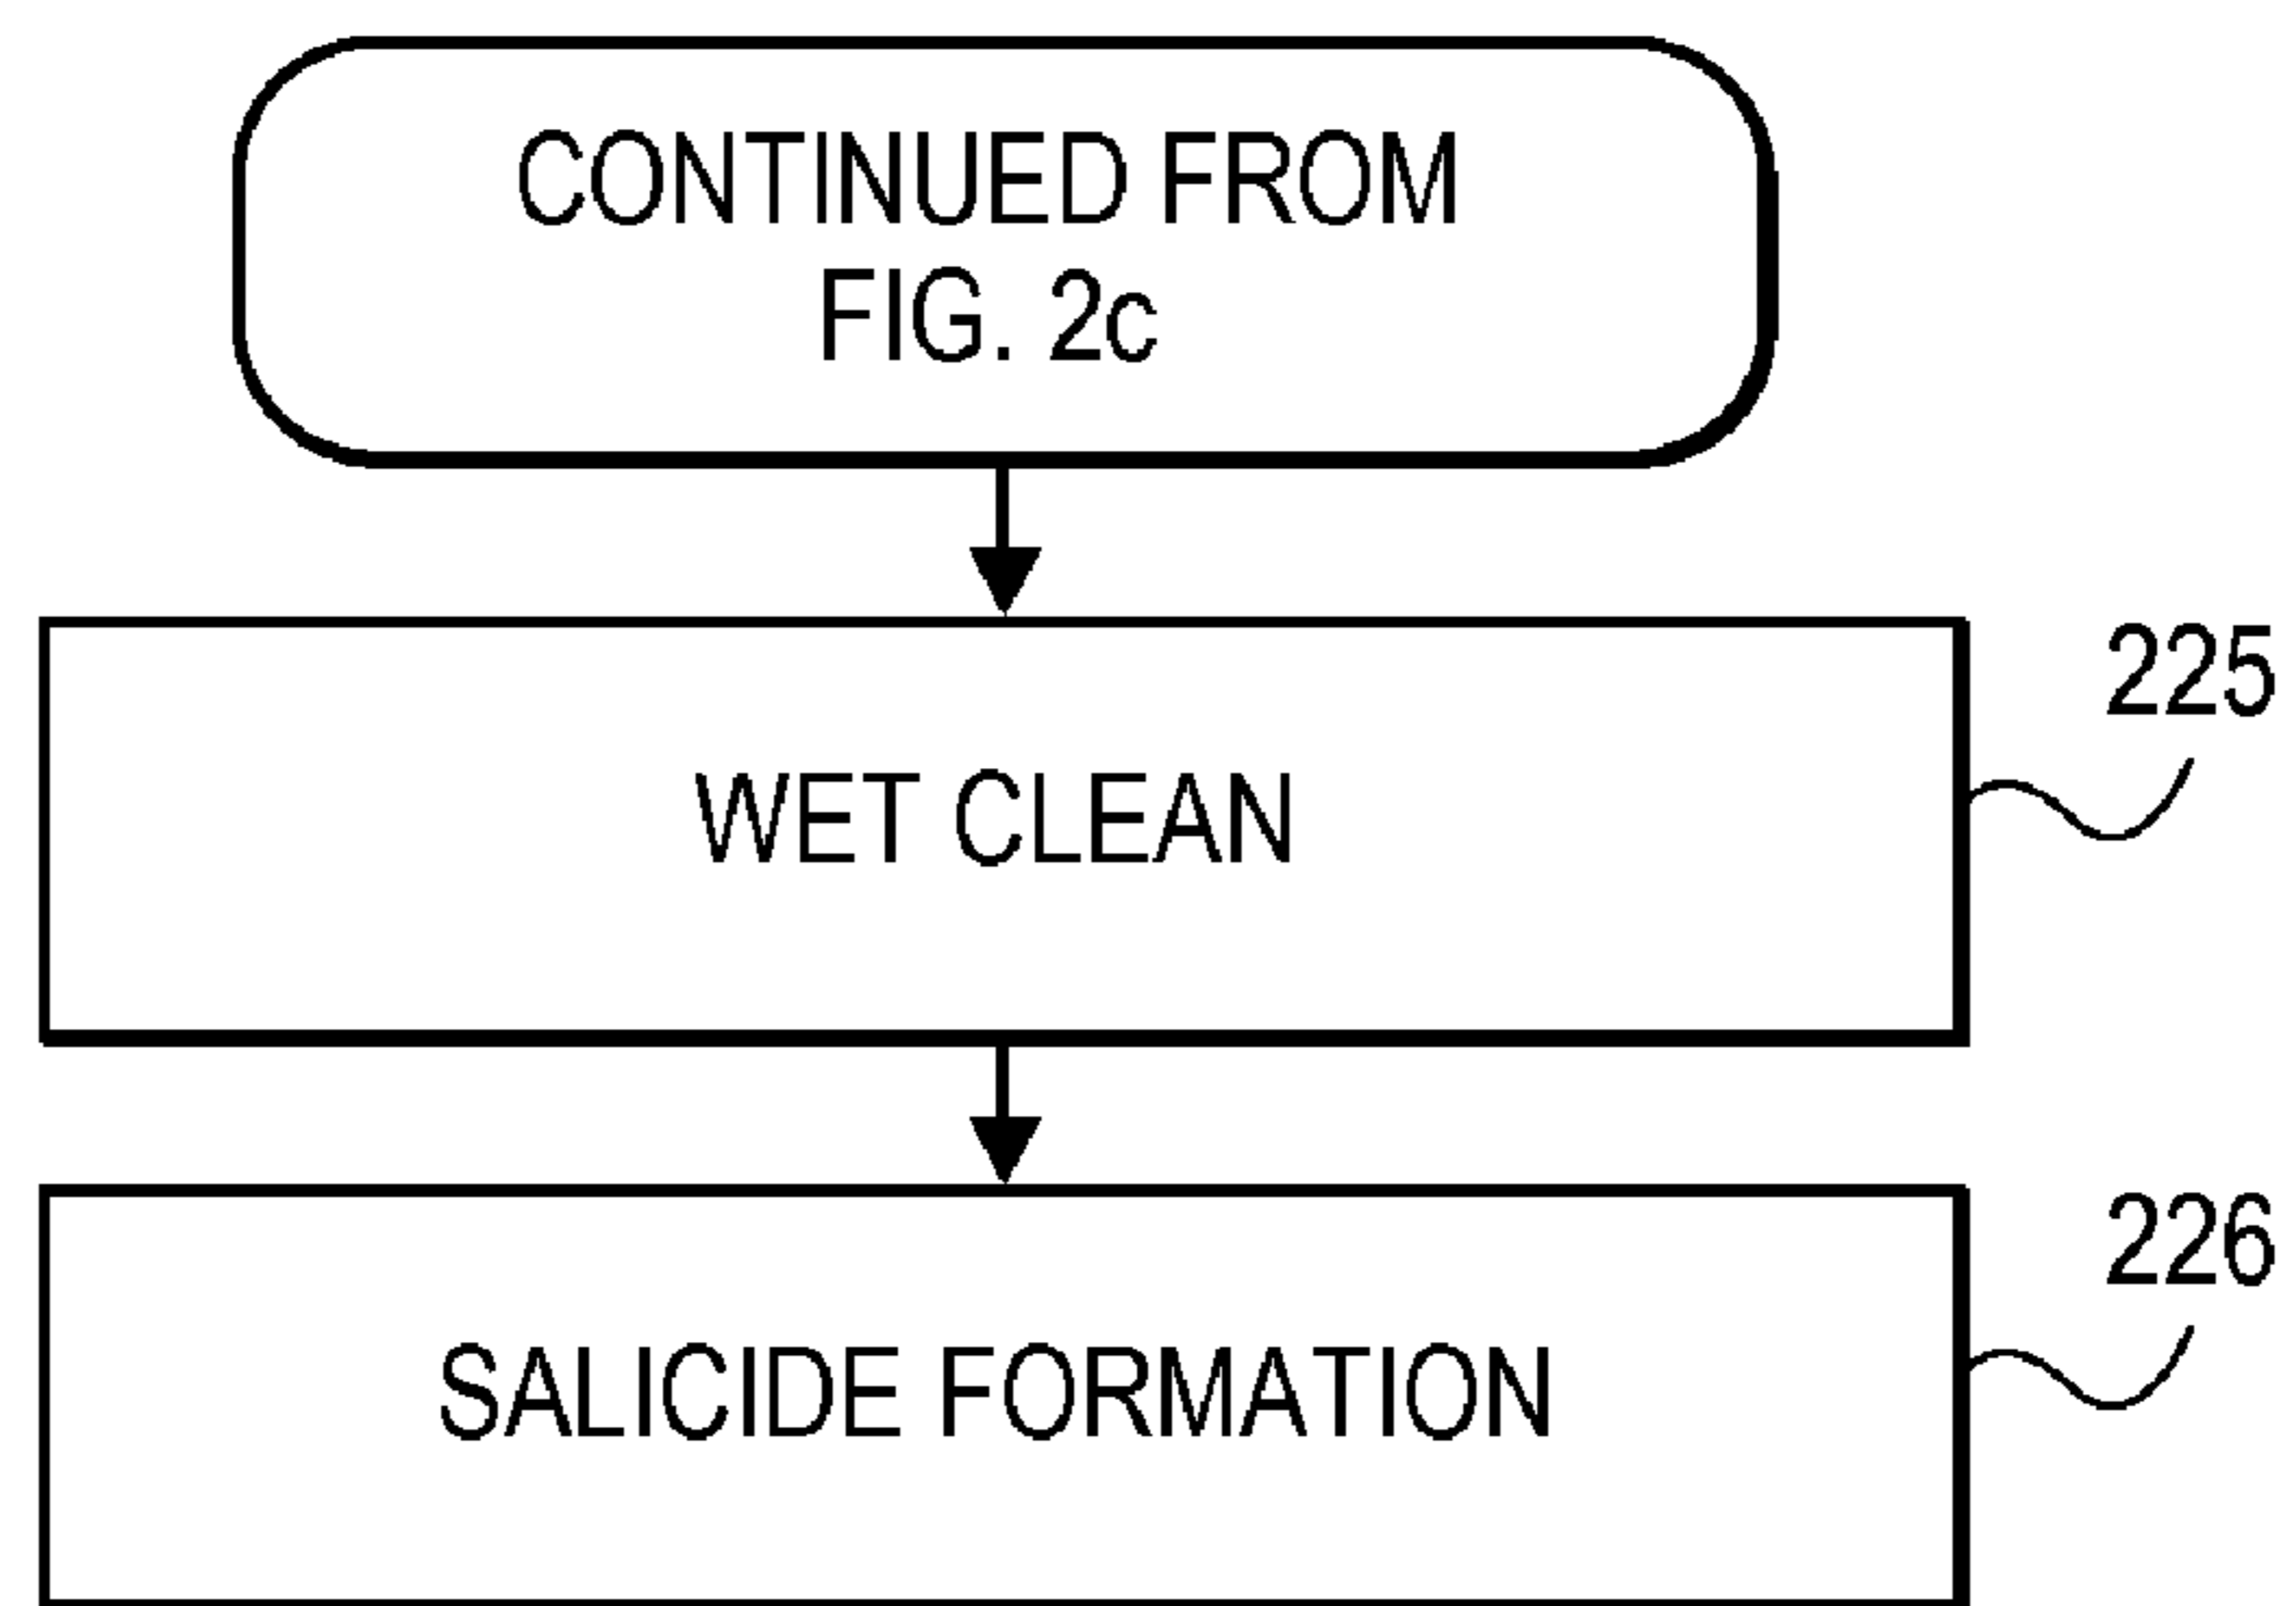 CONTINUED FROM
FIG. 2c
225
WET CLEAN
226
SALICIDE FORMATION